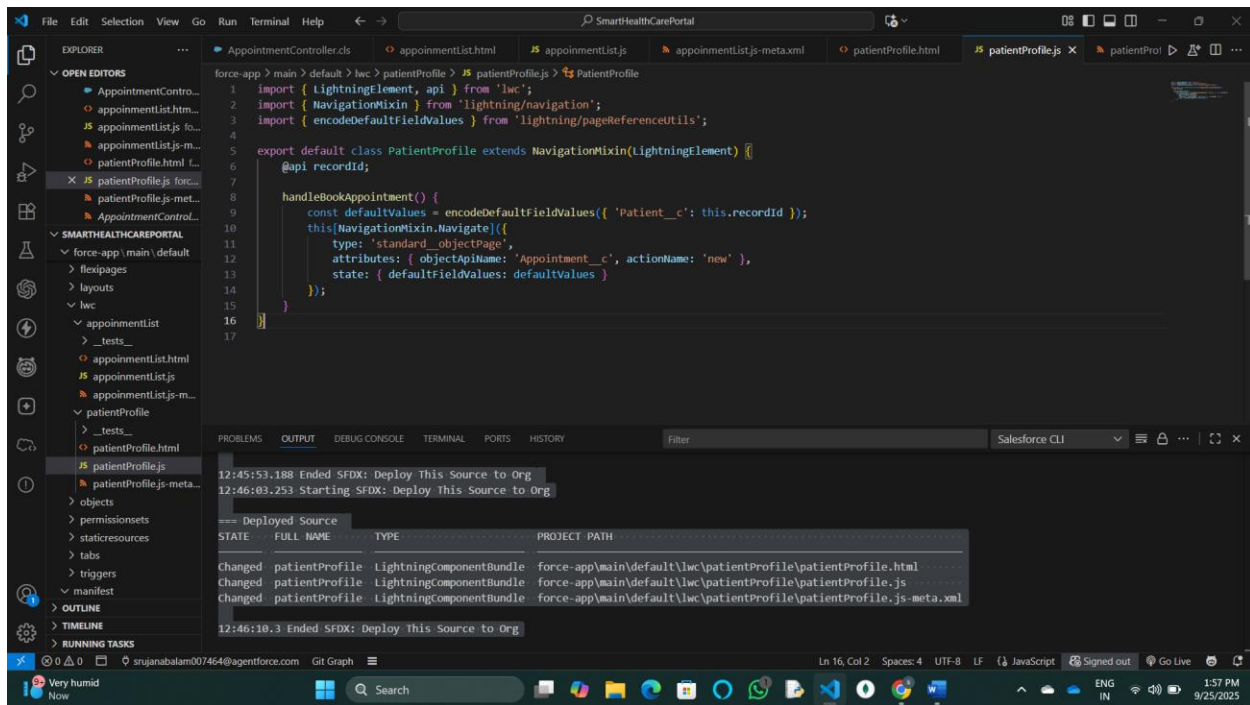 File Edit Selection View Go Run Terminal Help
SmartHealthCarePortal
EXPLORER
AppointmentController.cls
appoinmentList.html
JS appoinmentList.js
appoinmentList.js-meta.xml
patientProfile.html
JS patientProfile.js
patientProf
OPEN EDITORS
AppointmentContro...
appoinmentList.htm...
JS appoinmentList.js fo...
appoinmentList.js-m...
patientProfile.html f...
JS patientProfile.js forc...
patientProfile.js-met...
AppointmentControl...
SMARTHEALTHCAREPORTAL
force-app\main\default
flexipages
layouts
lwc
appoinmentList
__tests__
appoinmentList.html
JS appoinmentList.js
appoinmentList.js-m...
patientProfile
__tests__
patientProfile.html
JS patientProfile.js
patientProfile.js-meta...
objects
permissionsets
staticresources
tabs
triggers
manifest
OUTLINE
TIMELINE
RUNNING TASKS
force-app > main > default > lwc > patientProfile > JS patientProfile.js > PatientProfile
1 import { LightningElement, api } from 'lwc';
2 import { NavigationMixin } from 'lightning/navigation';
3 import { encodeDefaultFieldValues } from 'lightning/pageReferenceUtils';
4
5 export default class PatientProfile extends NavigationMixin(LightningElement) {
6 @api recordId;
7
8 handleBookAppointment() {
9 const defaultValues = encodeDefaultFieldValues({ 'Patient__c': this.recordId });
10 this[NavigationMixin.Navigate]({
11 type: 'standard__objectPage',
12 attributes: { objectApiName: 'Appointment__c', actionName: 'new' },
13 state: { defaultFieldValues: defaultValues }
14 });
15 }
16 }
17
PROBLEMS OUTPUT DEBUG CONSOLE TERMINAL PORTS HISTORY
Filter
Salesforce CLI
12:45:53.188 Ended SFDX: Deploy This Source to Org
12:46:03.253 Starting SFDX: Deploy This Source to Org
=== Deployed Source
STATE FULL NAME TYPE PROJECT PATH
Changed patientProfile LightningComponentBundle force-app\main\default\lwc\patientProfile\patientProfile.html
Changed patientProfile LightningComponentBundle force-app\main\default\lwc\patientProfile\patientProfile.js
Changed patientProfile LightningComponentBundle force-app\main\default\lwc\patientProfile\patientProfile.js-meta.xml
12:46:10.3 Ended SFDX: Deploy This Source to Org
0 0 srujanabalam007464@agentforce.com Git Graph
Ln 16, Col 2 Spaces: 4 UTF-8 LF {} JavaScript Signed out Go Live
Very humid
Now
Search
ENG
IN
1:57 PM
9/25/2025